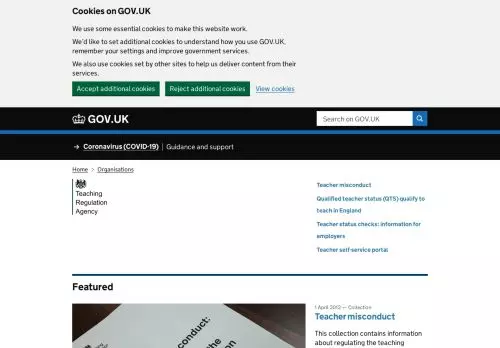 Cookies on GOV.UK
We use some essential cookies to make this website work.
We'd like to set additional cookies to understand how you use GOV.UK,
remember your settings and improve government services.
We also use cookies set by other sites to help us deliver content from their
services.
Accept additional cookies Reject additional cookies View cookies
GOV.UK Search on GOV.UK
→ Coronavirus (COVID-19) Guidance and support
Home > Organisations
Teaching
Regulation
Agency
Teacher misconduct
Qualified teacher status (QTS) qualify to
teach in England
Teacher status checks: information for
employers
Teacher self-service portal
Featured
1 April 2012 — Collection
Teacher misconduct
This collection contains information
about regulating the teaching
conduct:
the